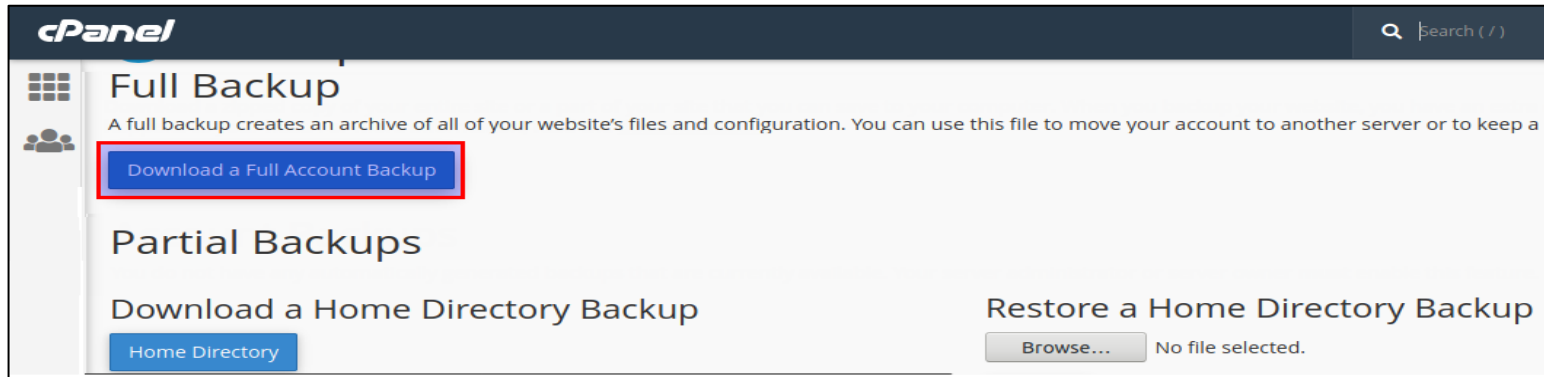 cPanel
Search ( / )
Full Backup
A full backup creates an archive of all of your website's files and configuration. You can use this file to move your account to another server or to keep a
Download a Full Account Backup
Partial Backups
Download a Home Directory Backup
Home Directory
Restore a Home Directory Backup
Browse... No file selected.